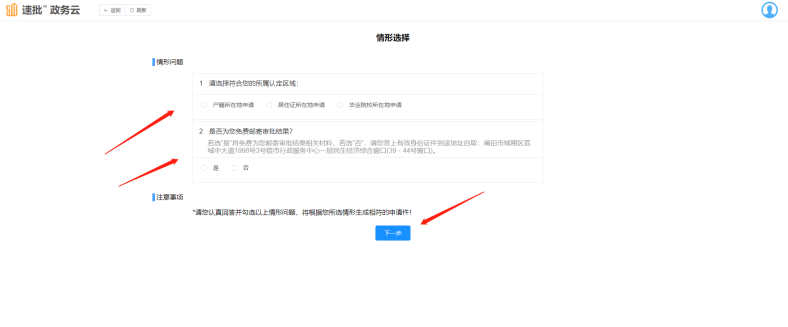 速批™ 政务云
← 返回 刷新
情形选择
情形问题
1 请选择符合您的所属认定区域：
户籍所在地申请 居住证所在地申请 毕业院校所在地申请
2 是否为您免费邮寄审批结果？
若选"是"将免费为您邮寄审批结果相关材料，若选"否"，请您带上有效身份证件到该地址自取：莆田市城厢区荔
城中大道1998号3号楼市行政服务中心一层民生经济综合窗口(39－44号窗口)。
是 否
注意事项
*请您认真回答并勾选以上情形问题，将根据您所选情形生成相符的申请件！
下一步